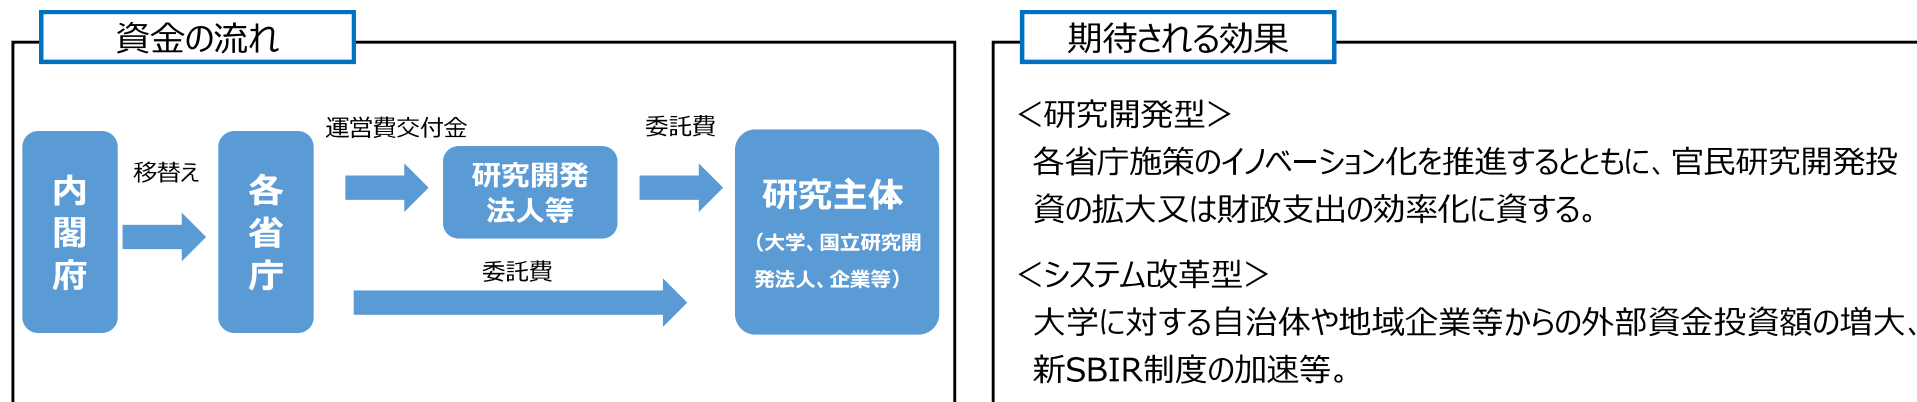 資金の流れ
内閣府
移替え
各省庁
運営費交付金
研究開発
法人等
委託費
委託費
研究主体
（大学、国立研究開
発法人、企業等）
期待される効果
＜研究開発型＞
各省庁施策のイノベーション化を推進するとともに、官民研究開発投
資の拡大又は財政支出の効率化に資する。
＜システム改革型＞
大学に対する自治体や地域企業等からの外部資金投資額の増大、
新SBIR制度の加速等。